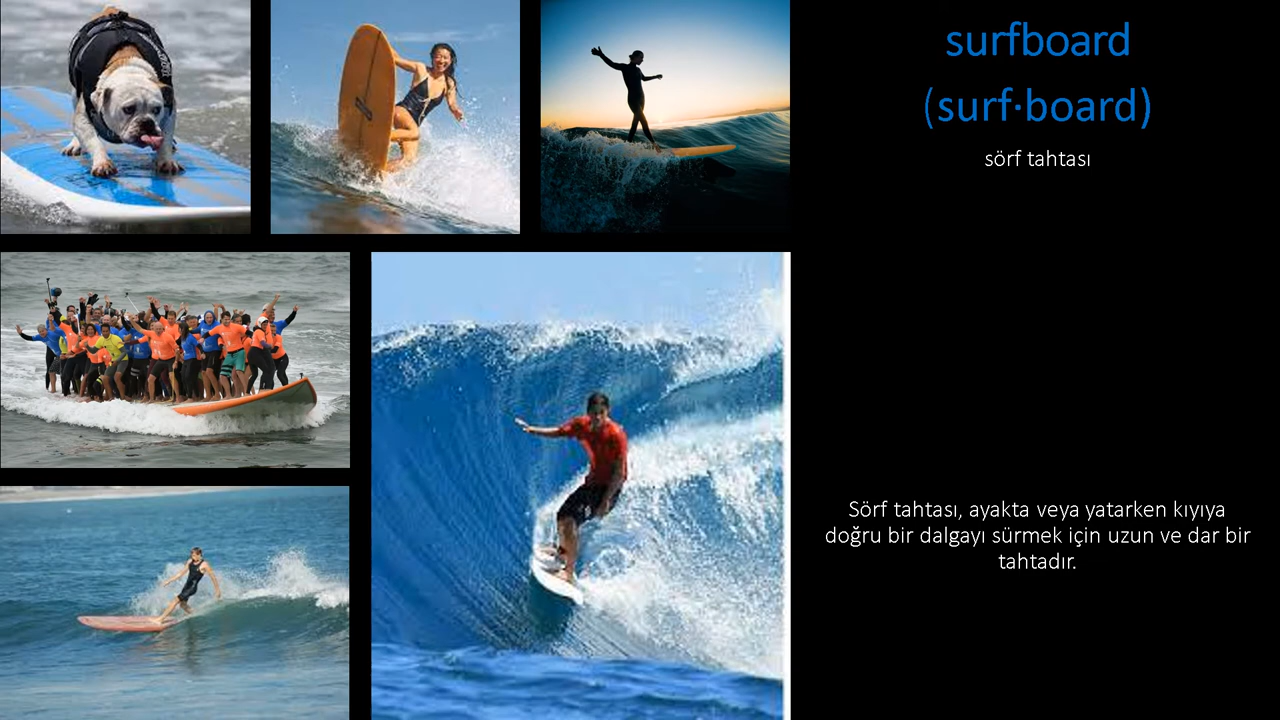 surfboard
(surf·board)
sörf tahtası
Sörf tahtası, ayakta veya yatarken kıyıya
doğru bir dalgayı sürmek için uzun ve dar bir
tahtadır.